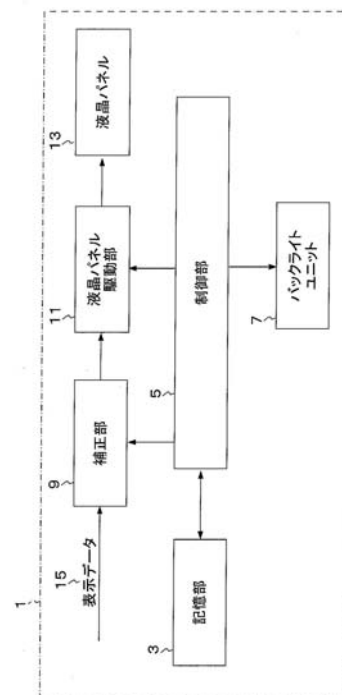 1
15
表示データ
9
補正部
11
液晶パネル
駆動部
13
液晶パネル
3
記憶部
5
制御部
7
バックライト
ユニット